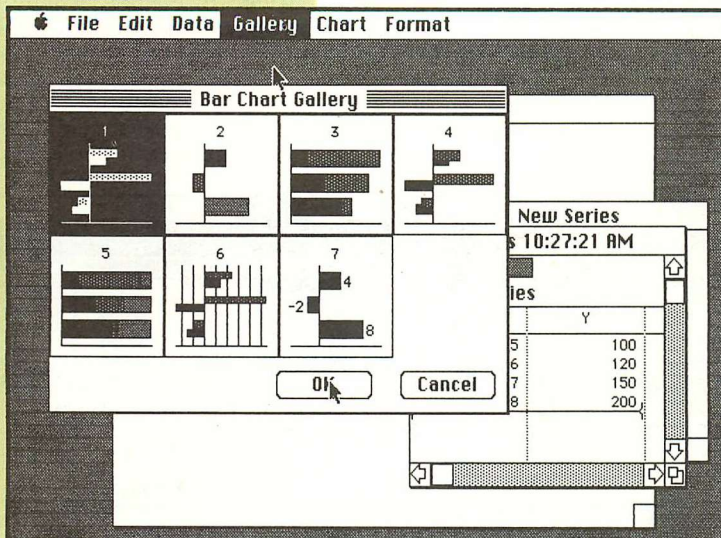 File Edit Data Gallery Chart Format
Bar Chart Gallery
1 2 3 4
5 6 7
4
-2
8
OK Cancel
New Series
s 10:27:21 AM
ies
Y
5 100
6 120
7 150
8 200